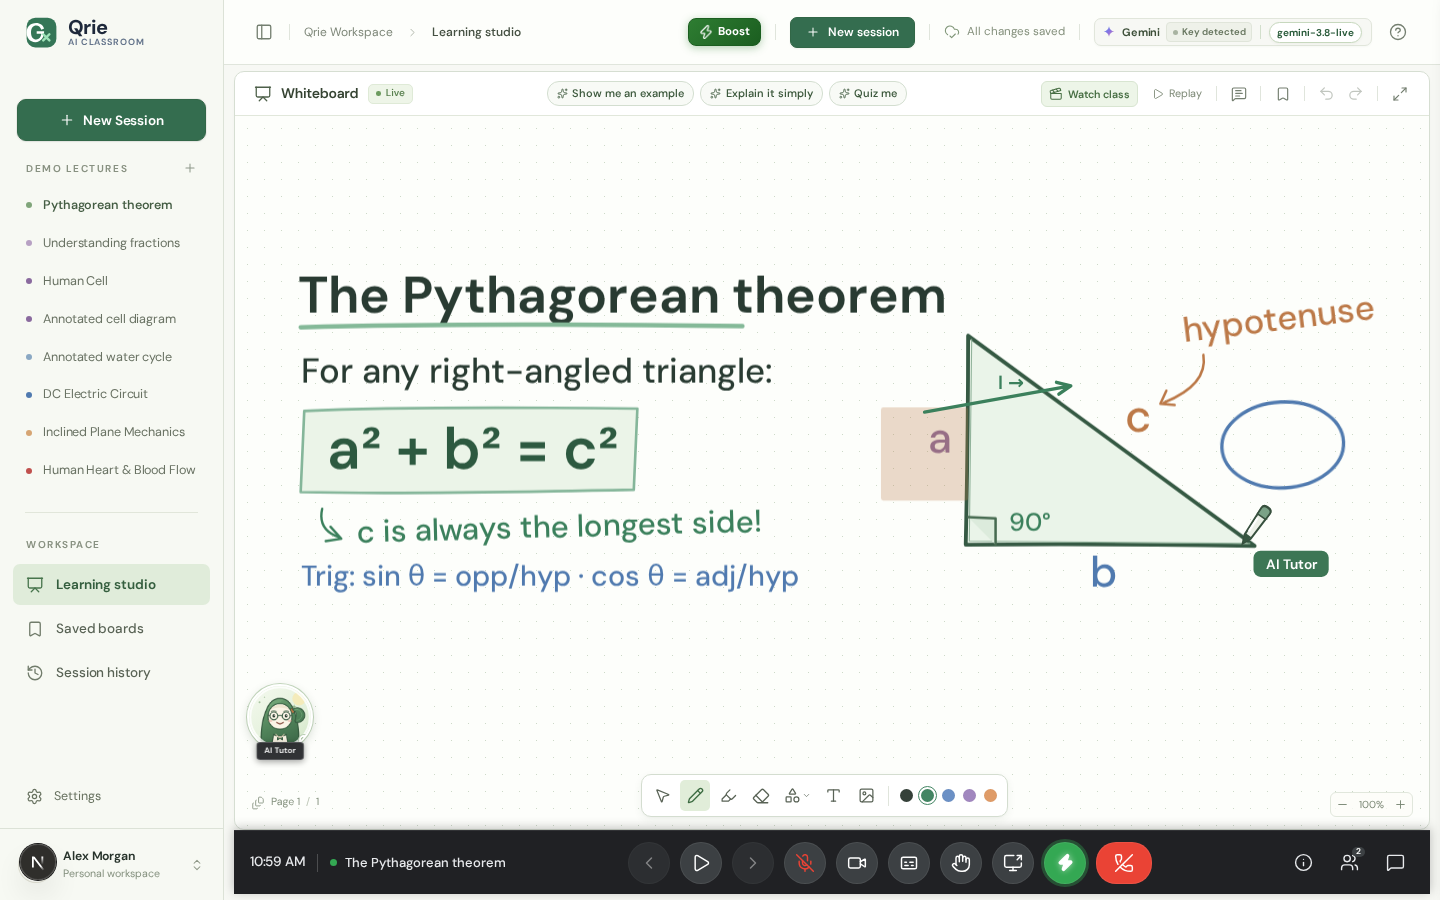 Qrie
AI CLASSROOM
New Session
DEMO LECTURES
Pythagorean theorem
Understanding fractions
Human Cell
Annotated cell diagram
Annotated water cycle
DC Electric Circuit
Inclined Plane Mechanics
Human Heart & Blood Flow
WORKSPACE
Learning studio
Saved boards
Session history
Settings
N
Alex Morgan
Personal workspace
Qrie Workspace
Learning studio
Boost
New session
All changes saved
Gemini
Key detected
gemini-3.8-live
Whiteboard
Live
Show me an example
Explain it simply
Quiz me
Watch class
Replay
The Pythagorean theorem
For any right-angled triangle:
a² + b² = c²
c is always the longest side!
Trig: sin θ = opp/hyp · cos θ = adj/hyp
hypotenuse
I →
a
c
90°
b
AI Tutor
AI Tutor
Page 1 / 1
T
100%
10:59 AM
The Pythagorean theorem
2